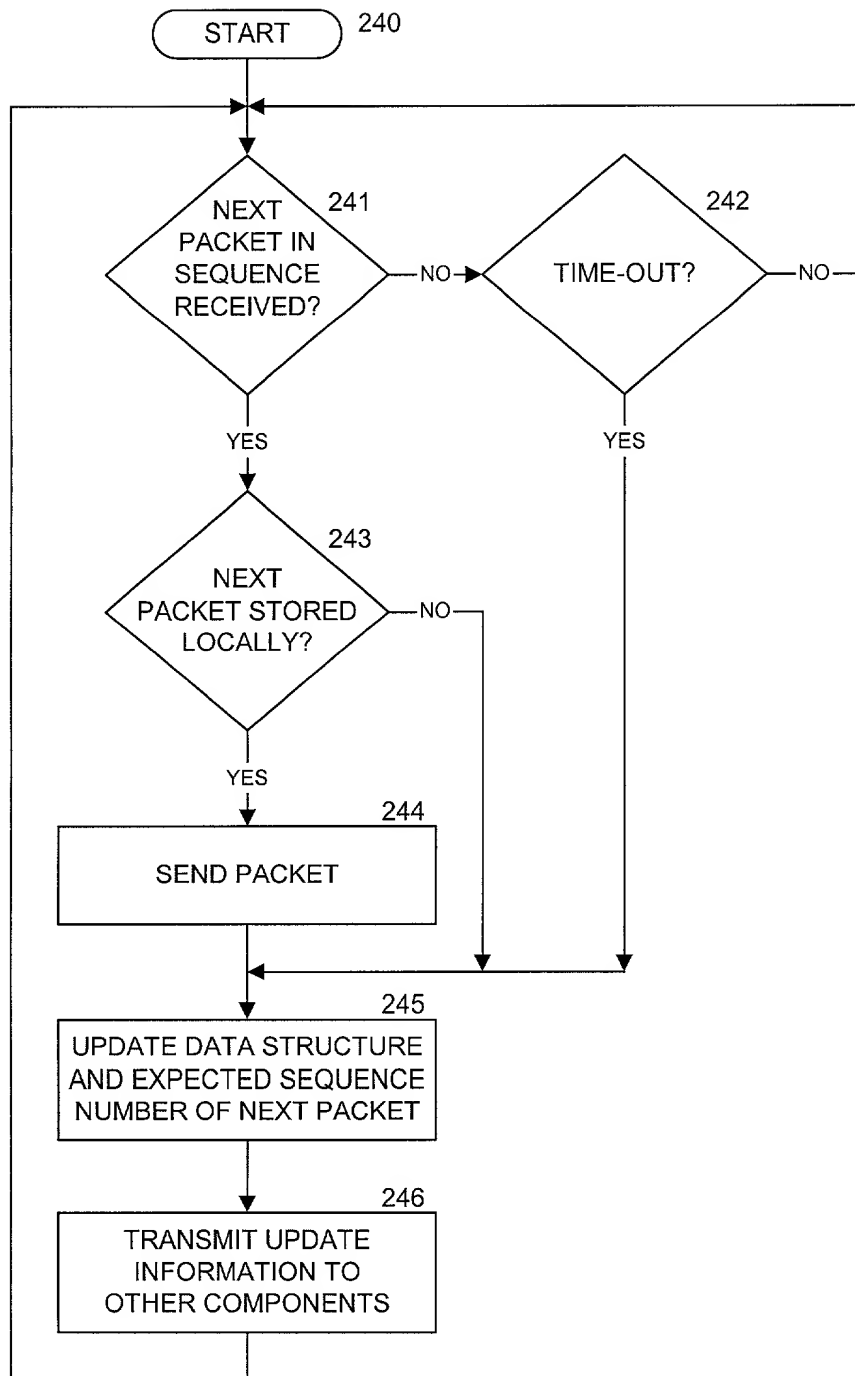 START
240
NEXT
PACKET IN
SEQUENCE
RECEIVED?
241
NO
TIME-OUT?
242
NO
YES
YES
NEXT
PACKET STORED
LOCALLY?
243
NO
YES
244
SEND PACKET
245
UPDATE DATA STRUCTURE
AND EXPECTED SEQUENCE
NUMBER OF NEXT PACKET
246
TRANSMIT UPDATE
INFORMATION TO
OTHER COMPONENTS